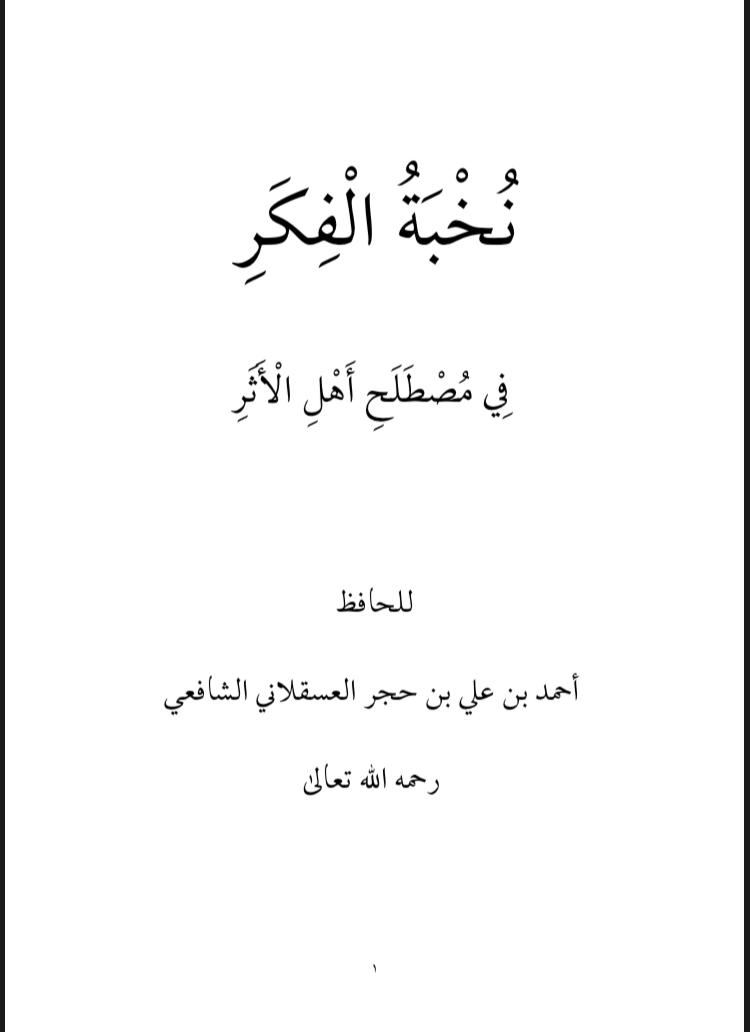 نُخْبَةُ الْفِكَرِ
فِي مُصْطَلَحِ أَهْلِ الْأَثَرِ
للحافظ
أحمد بن علي بن حجر العسقلاني الشافعي
رحمه الله تعالىٰ
١